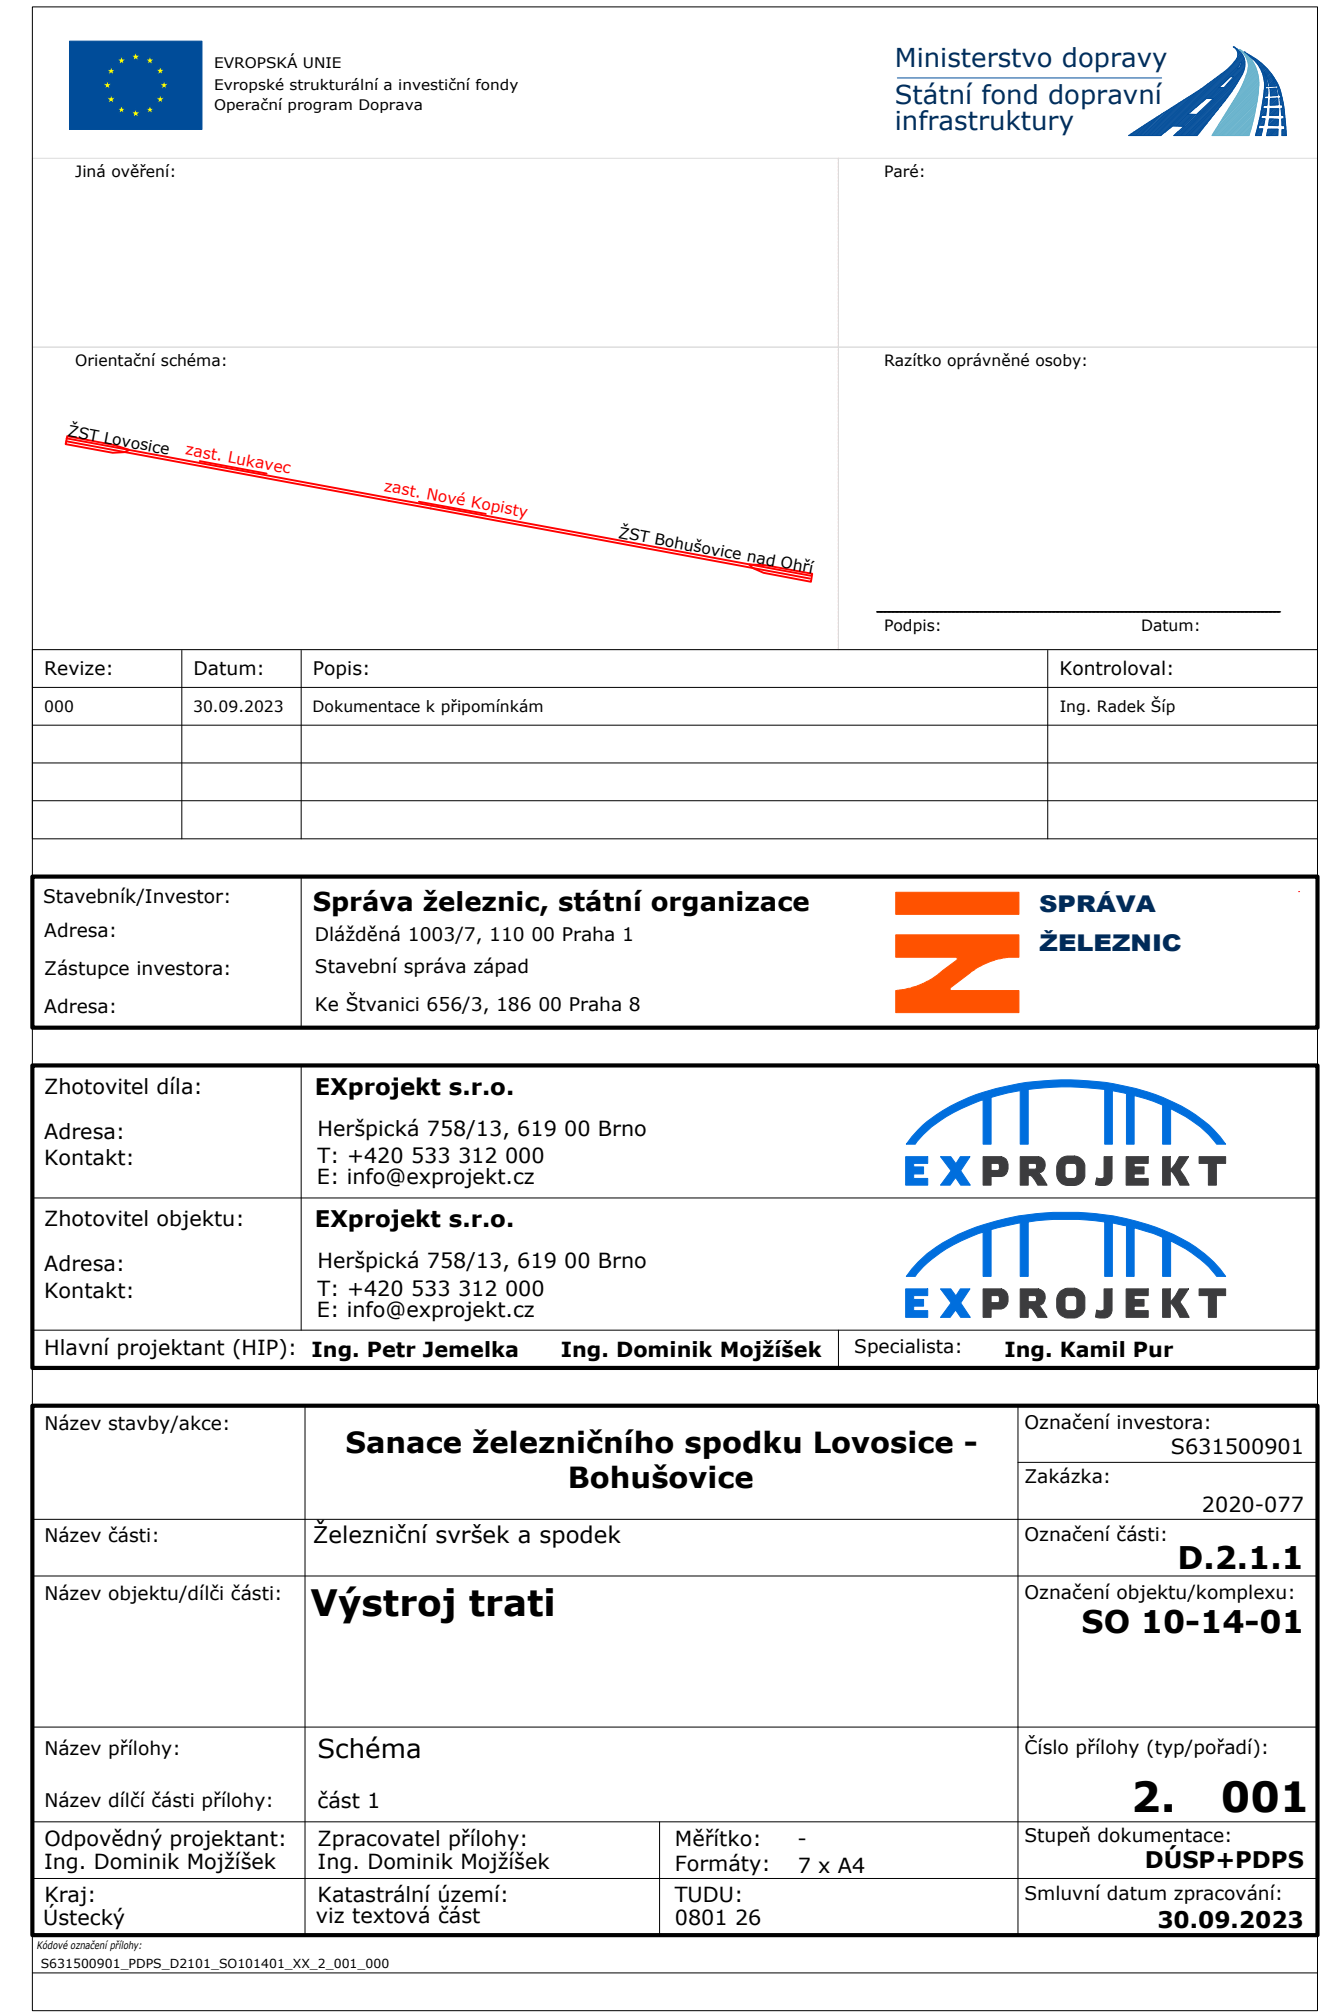 EVROPSKÁ UNIE
Evropské strukturální a investiční fondy
Operační program Doprava
Ministerstvo dopravy
Státní fond dopravní
infrastruktury
Jiná ověření:
Paré:
Orientační schéma:
Razítko oprávněné osoby:
ŽST Lovosice
zast. Lukavec
zast. Nové Kopisty
ŽST Bohušovice nad Ohří
Podpis: Datum:
Revize: Datum: Popis: Kontroloval:
000 30.09.2023 Dokumentace k připomínkám Ing. Radek Šíp
Stavebník/Investor: Správa železnic, státní organizace
Adresa: Dlážděná 1003/7, 110 00 Praha 1
Zástupce investora: Stavební správa západ
Adresa: Ke Štvanici 656/3, 186 00 Praha 8
SPRÁVA
ŽELEZNIC
Zhotovitel díla: EXprojekt s.r.o.
Adresa: Heršpická 758/13, 619 00 Brno
Kontakt: T: +420 533 312 000
E: info@exprojekt.cz
EXPROJEKT
Zhotovitel objektu: EXprojekt s.r.o.
Adresa: Heršpická 758/13, 619 00 Brno
Kontakt: T: +420 533 312 000
E: info@exprojekt.cz
EXPROJEKT
Hlavní projektant (HIP): Ing. Petr Jemelka Ing. Dominik Mojžíšek Specialista: Ing. Kamil Pur
Název stavby/akce:
Sanace železničního spodku Lovosice -
Bohušovice
Označení investora:
S631500901
Zakázka:
2020-077
Název části: Železniční svršek a spodek
Označení části:
D.2.1.1
Název objektu/dílči části: Výstroj trati
Označení objektu/komplexu:
SO 10-14-01
Název přílohy: Schéma
Číslo přílohy (typ/pořadí):
Název dílčí části přílohy: část 1
2. 001
Odpovědný projektant:
Ing. Dominik Mojžíšek
Zpracovatel přílohy:
Ing. Dominik Mojžíšek
Měřítko: -
Formáty: 7 x A4
Stupeň dokumentace:
DÚSP+PDPS
Kraj:
Ústecký
Katastrální území:
viz textová část
TUDU:
0801 26
Smluvní datum zpracování:
30.09.2023
Kódové označení přílohy:
S631500901_PDPS_D2101_SO101401_XX_2_001_000